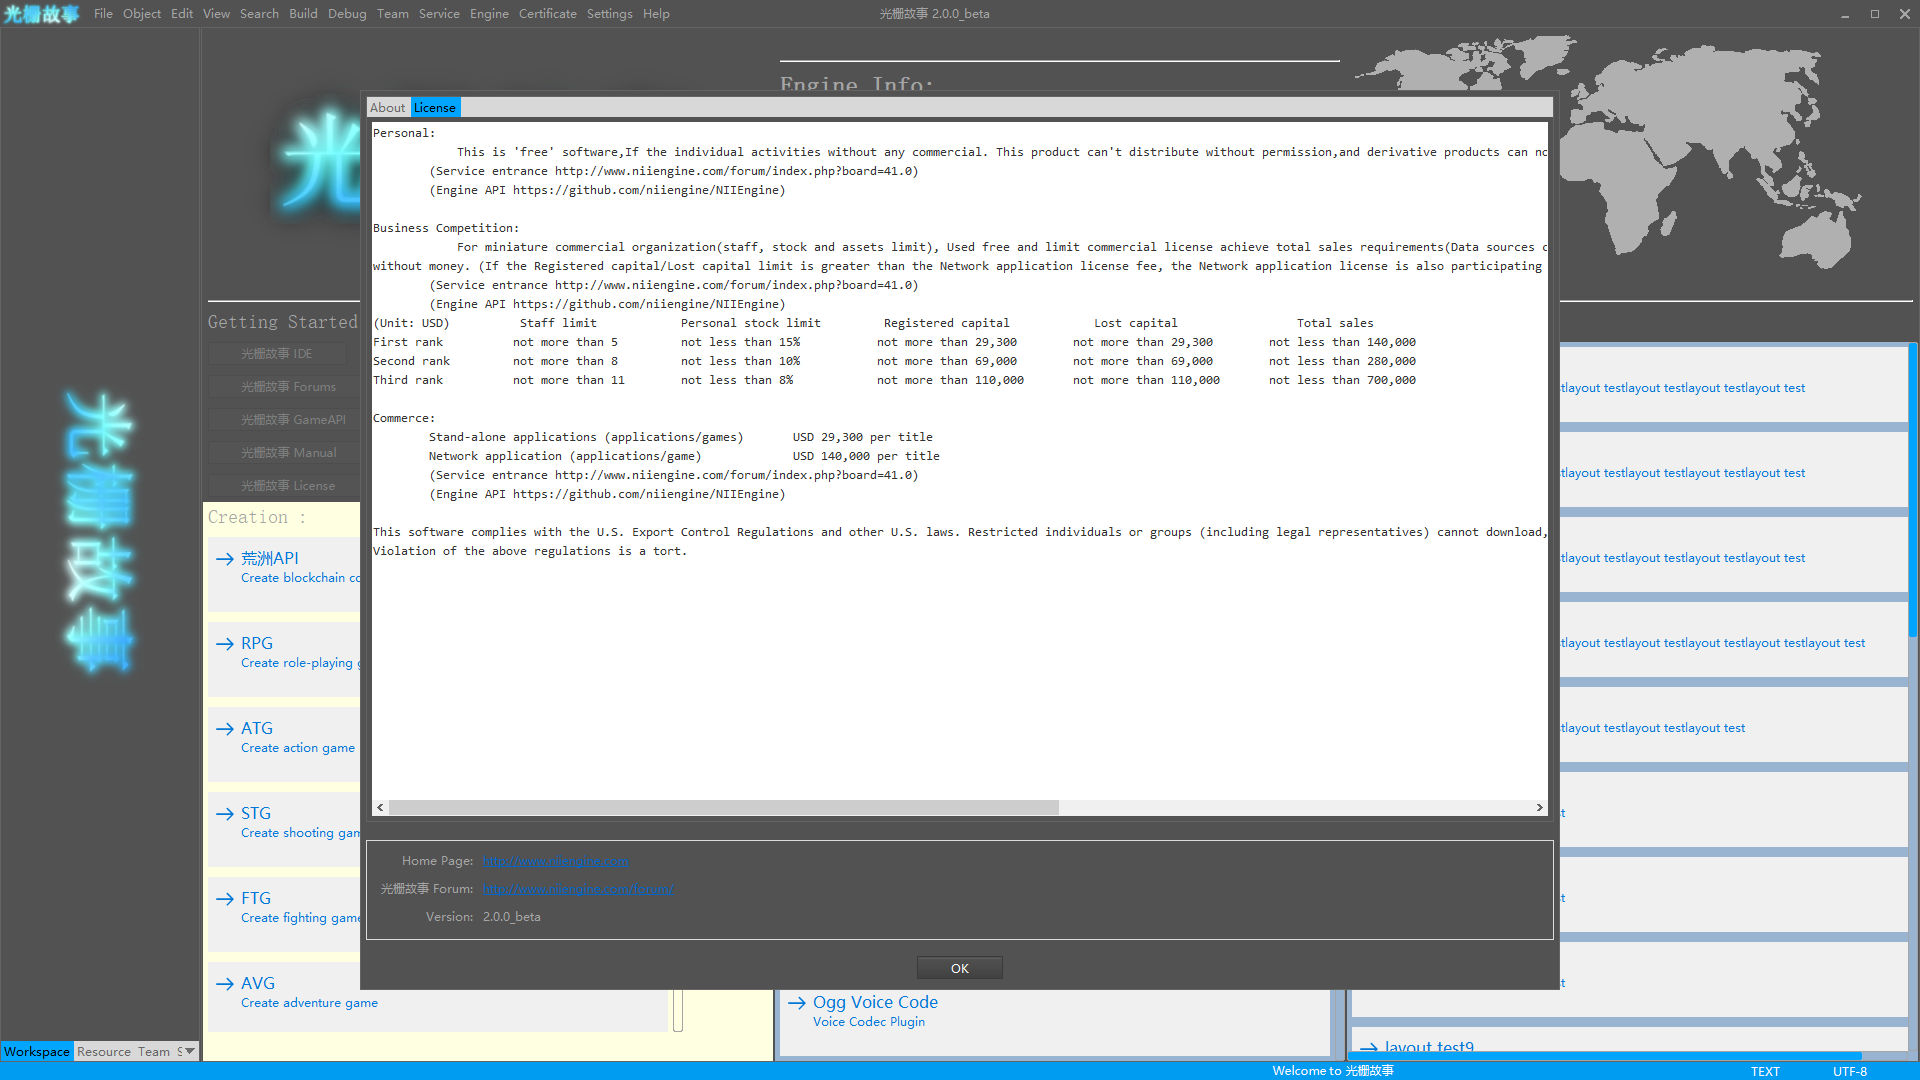 光栅故事 File Object Edit View Search Build Debug Team Service Engine Certificate Settings Help 光栅故事 2.0.0_beta
光
Engine Info:
About License
Personal:
This is 'free' software,If the individual activities without any commercial. This product can't distribute without permission,and derivative products can
(Service entrance http://www.niiengine.com/forum/index.php?board=41.0)
(Engine API https://github.com/niiengine/NIIEngine)
Business Competition:
For miniature commercial organization(staff, stock and assets limit), Used free and limit commercial license achieve total sales requirements(Data sources
without money. (If the Registered capital/Lost capital limit is greater than the Network application license fee, the Network application license is also participating
(Service entrance http://www.niiengine.com/forum/index.php?board=41.0)
(Engine API https://github.com/niiengine/NIIEngine)
(Unit: USD) Staff limit Personal stock limit Registered capital Lost capital Total sales
First rank not more than 5 not less than 15% not more than 29,300 not more than 29,300 not less than 140,000
Second rank not more than 8 not less than 10% not more than 69,000 not more than 69,000 not less than 280,000
Third rank not more than 11 not less than 8% not more than 110,000 not more than 110,000 not less than 700,000
Commerce:
Stand-alone applications (applications/games) USD 29,300 per title
Network application (applications/game) USD 140,000 per title
(Service entrance http://www.niiengine.com/forum/index.php?board=41.0)
(Engine API https://github.com/niiengine/NIIEngine)
This software complies with the U.S. Export Control Regulations and other U.S. laws. Restricted individuals or groups (including legal representatives) cannot download,
Violation of the above regulations is a tort.
Home Page: http://www.niiengine.com
光栅故事 Forum: http://www.niiengine.com/forum/
Version: 2.0.0_beta
OK
光栅故事
Getting Started
光栅故事 IDE
光栅故事 Forums
光栅故事 GameAPI
光栅故事 Manual
光栅故事 License
Creation :
荒洲API
Create blockchain
RPG
Create role-playing
ATG
Create action game
STG
Create shooting
FTG
Create fighting game
AVG
Create adventure game
Ogg Voice Code
Voice Codec Plugin
testlayout testlayout testlayout test
testlayout testlayout testlayout test
testlayout testlayout testlayout test
testlayout testlayout testlayout testlayout test
testlayout testlayout test
layout test9
Workspace Resource Team S
Welcome to 光栅故事 TEXT UTF-8